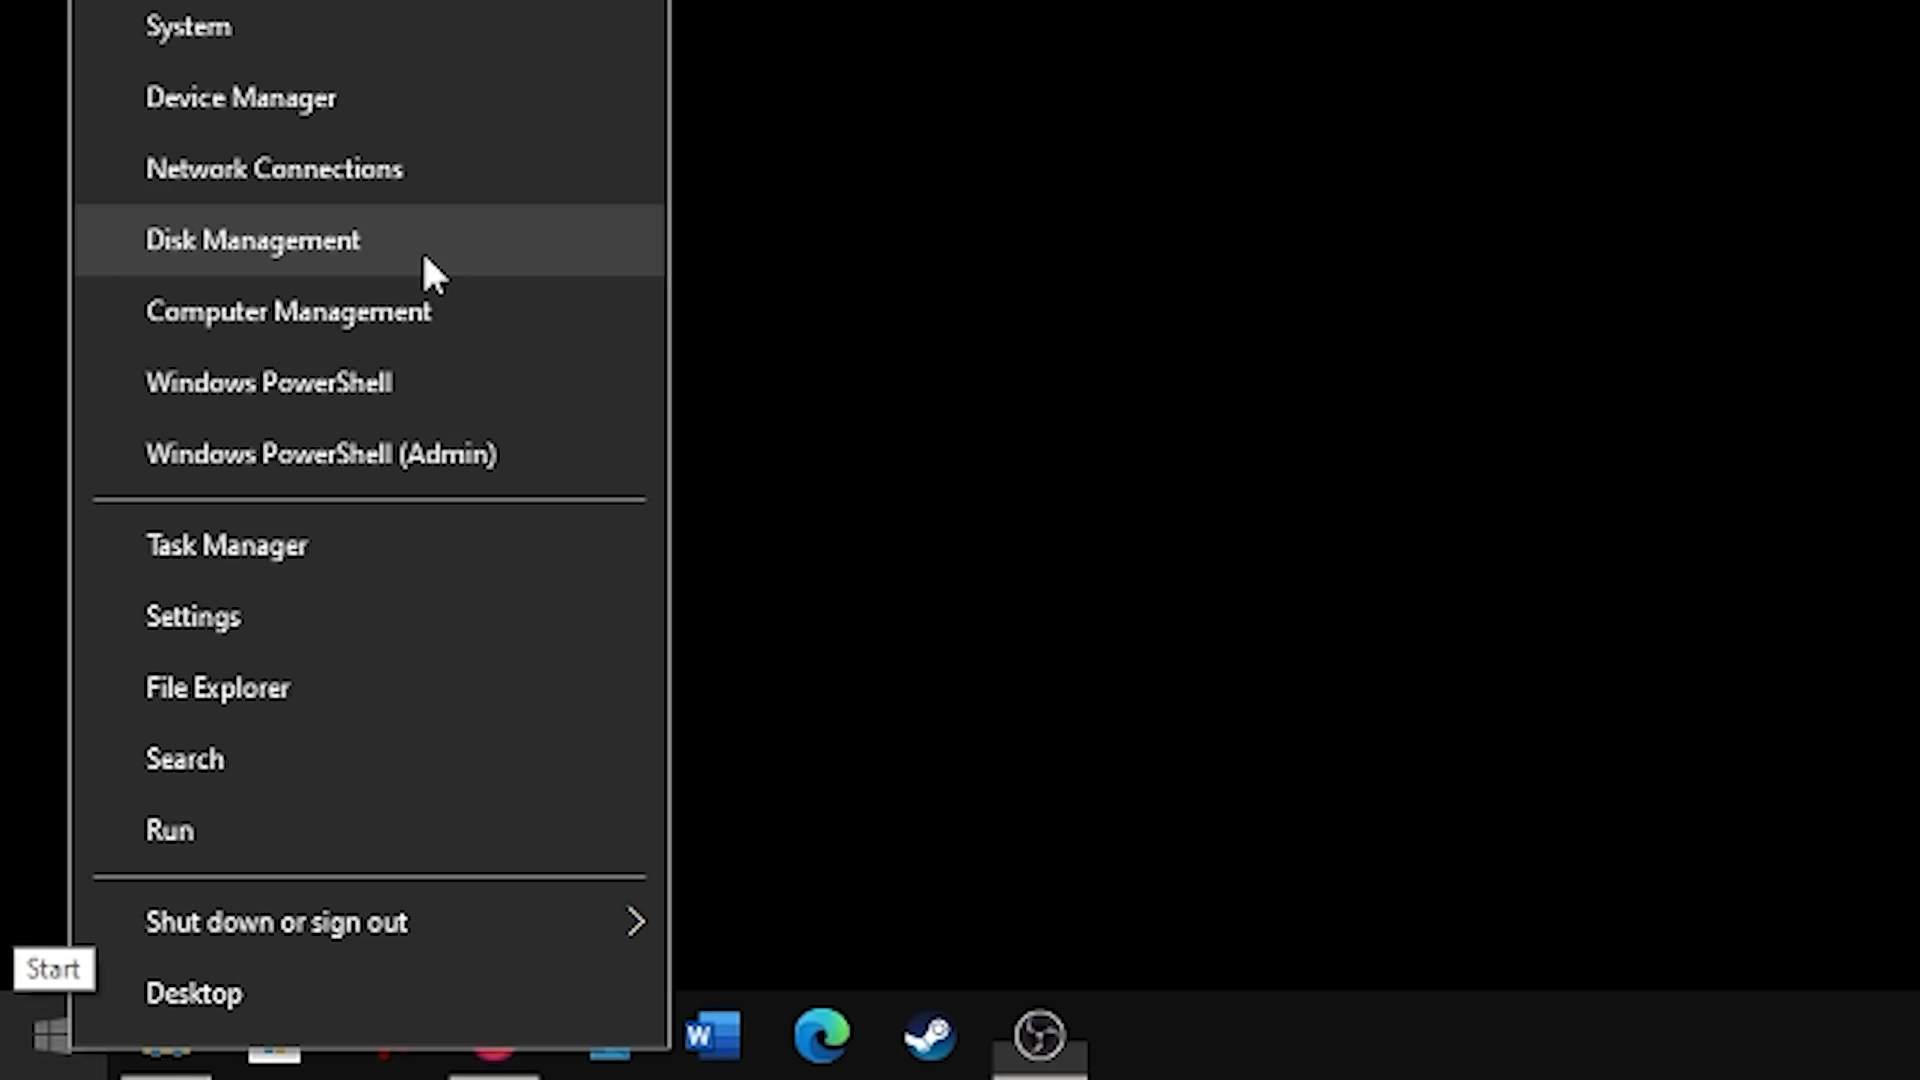 System
Device Manager
Network Connections
Disk Management
Computer Management
Windows PowerShell
Windows PowerShell (Admin)
Task Manager
Settings
File Explorer
Search
Run
Shut down or sign out
Start
Desktop
W